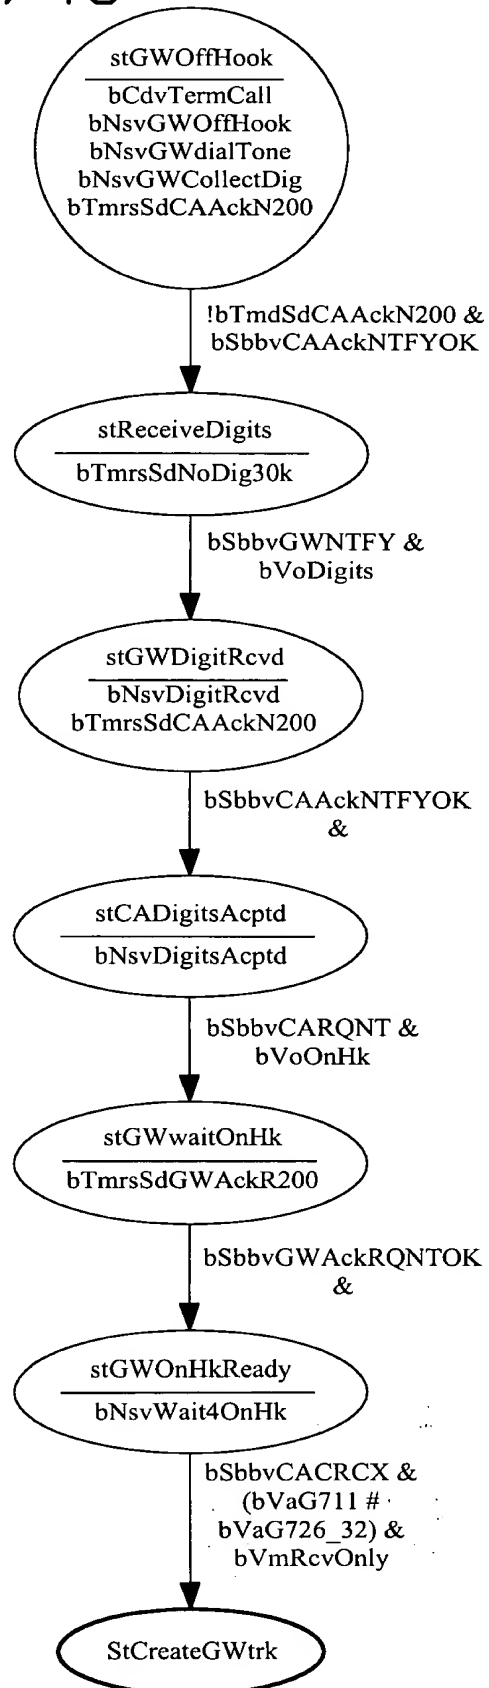 stGWOffHook
bCdvTermCall
bNsvGWOffHook
bNsvGWdialTone
bNsvGWCollectDig
bTmrsSdCAAckN200
!bTmdSdCAAckN200 &
bSbbvCAAckNTFYOK
stReceiveDigits
bTmrsSdNoDig30k
bSbbvGWNTFY &
bVoDigits
stGWDigitRcvd
bNsvDigitRcvd
bTmrsSdCAAckN200
bSbbvCAAckNTFYOK
&
stCADigitsAcptd
bNsvDigitsAcptd
bSbbvCARQNT &
bVoOnHk
stGWwaitOnHk
bTmrsSdGWAckR200
bSbbvGWAckRQNTOK
&
stGWOnHkReady
bNsvWait4OnHk
bSbbvCACRCX &
(bVaG711 #
bVaG726_32) &
bVmRcvOnly
StCreateGWtrk